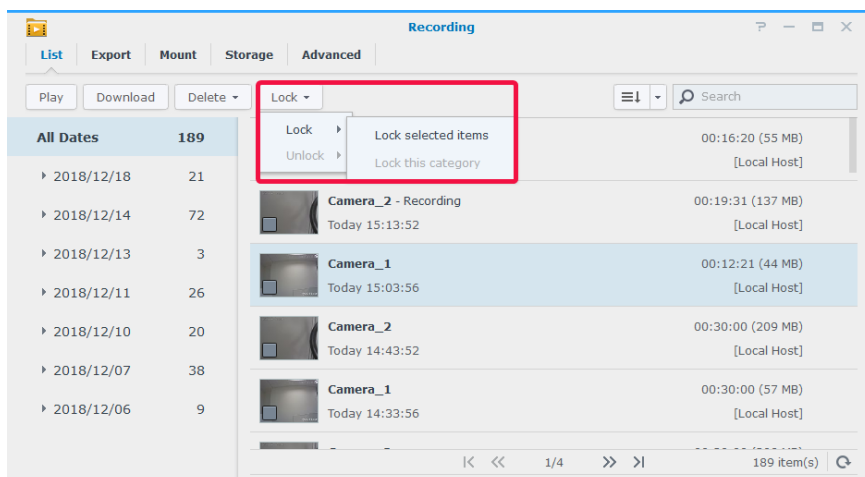 Recording
List Export Mount Storage Advanced
Play Download Delete Lock Search
Lock Lock selected items
Unlock Lock this category
All Dates 189
2018/12/18 21
2018/12/14 72
2018/12/13 3
2018/12/11 26
2018/12/10 20
2018/12/07 38
2018/12/06 9
00:16:20 (55 MB)
[Local Host]
Camera_2 - Recording 00:19:31 (137 MB)
Today 15:13:52 [Local Host]
Camera_1 00:12:21 (44 MB)
Today 15:03:56 [Local Host]
Camera_2 00:30:00 (209 MB)
Today 14:43:52 [Local Host]
Camera_1 00:30:00 (57 MB)
Today 14:33:56 [Local Host]
1/4 189 item(s)